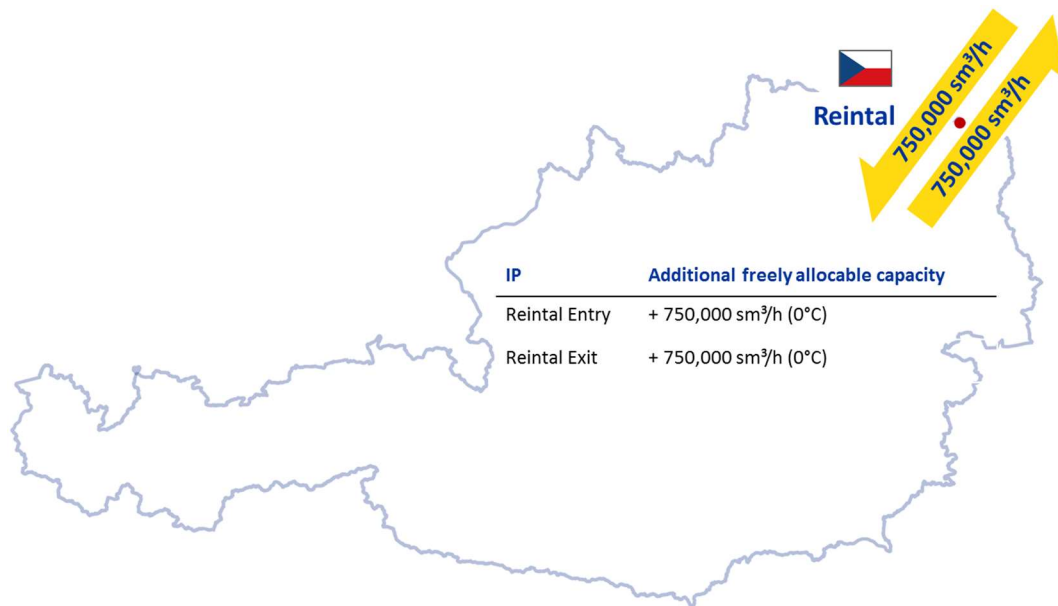 750,000 sm³/h
750,000 sm³/h
Reintal
IP Additional freely allocable capacity
Reintal Entry + 750,000 sm³/h (0°C)
Reintal Exit + 750,000 sm³/h (0°C)